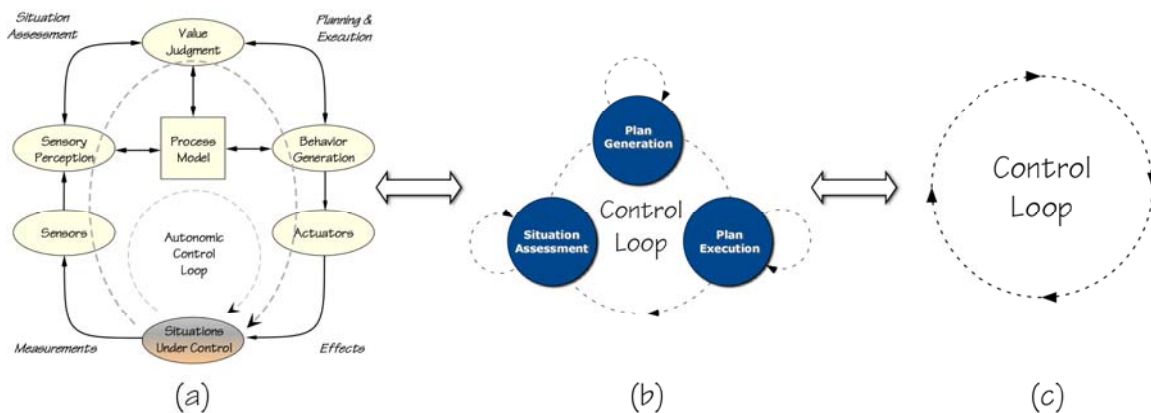 Situation
Assessment
Value
Judgment
Planning &
Execution
Sensory
Perception
Process
Model
Behavior
Generation
Sensors
Autonomic
Control
Loop
Actuators
Situations
Under Control
Measurements
Effects
(a)
Plan
Generation
Situation
Assessment
Control
Loop
Plan
Execution
(b)
Control
Loop
(c)